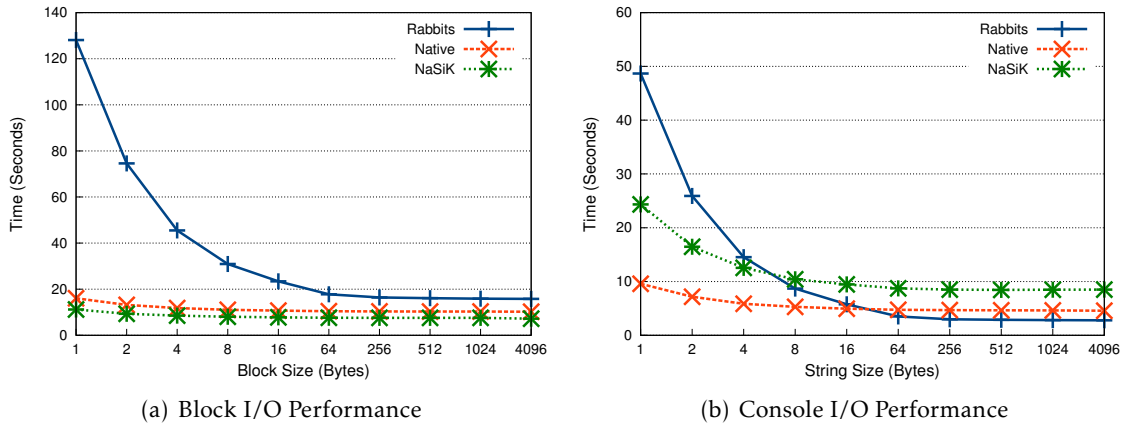 140
120
100
80
60
40
20
0
Time (Seconds)
Rabbits
Native
NaSiK
1 2 4 8 16 64 256 512 1024 4096
Block Size (Bytes)
(a) Block I/O Performance
60
50
40
30
20
10
0
Time (Seconds)
Rabbits
Native
NaSiK
1 2 4 8 16 64 256 512 1024 4096
String Size (Bytes)
(b) Console I/O Performance